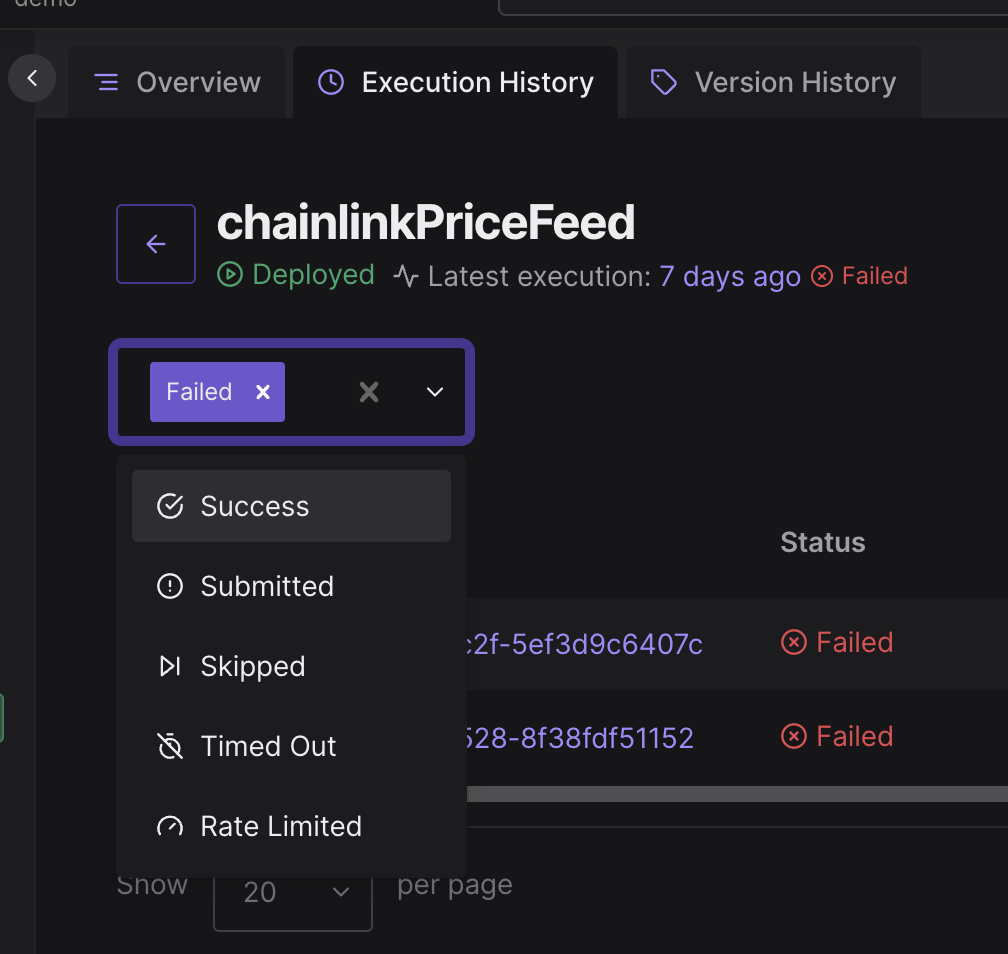 demo
Overview
Execution History
Version History
chainlinkPriceFeed
Deployed Latest execution: 7 days ago Failed
Failed
Success
Status
Submitted
c2f-5ef3d9c6407c Failed
Skipped
528-8f38fdf51152 Failed
Timed Out
Rate Limited
Show 20 per page